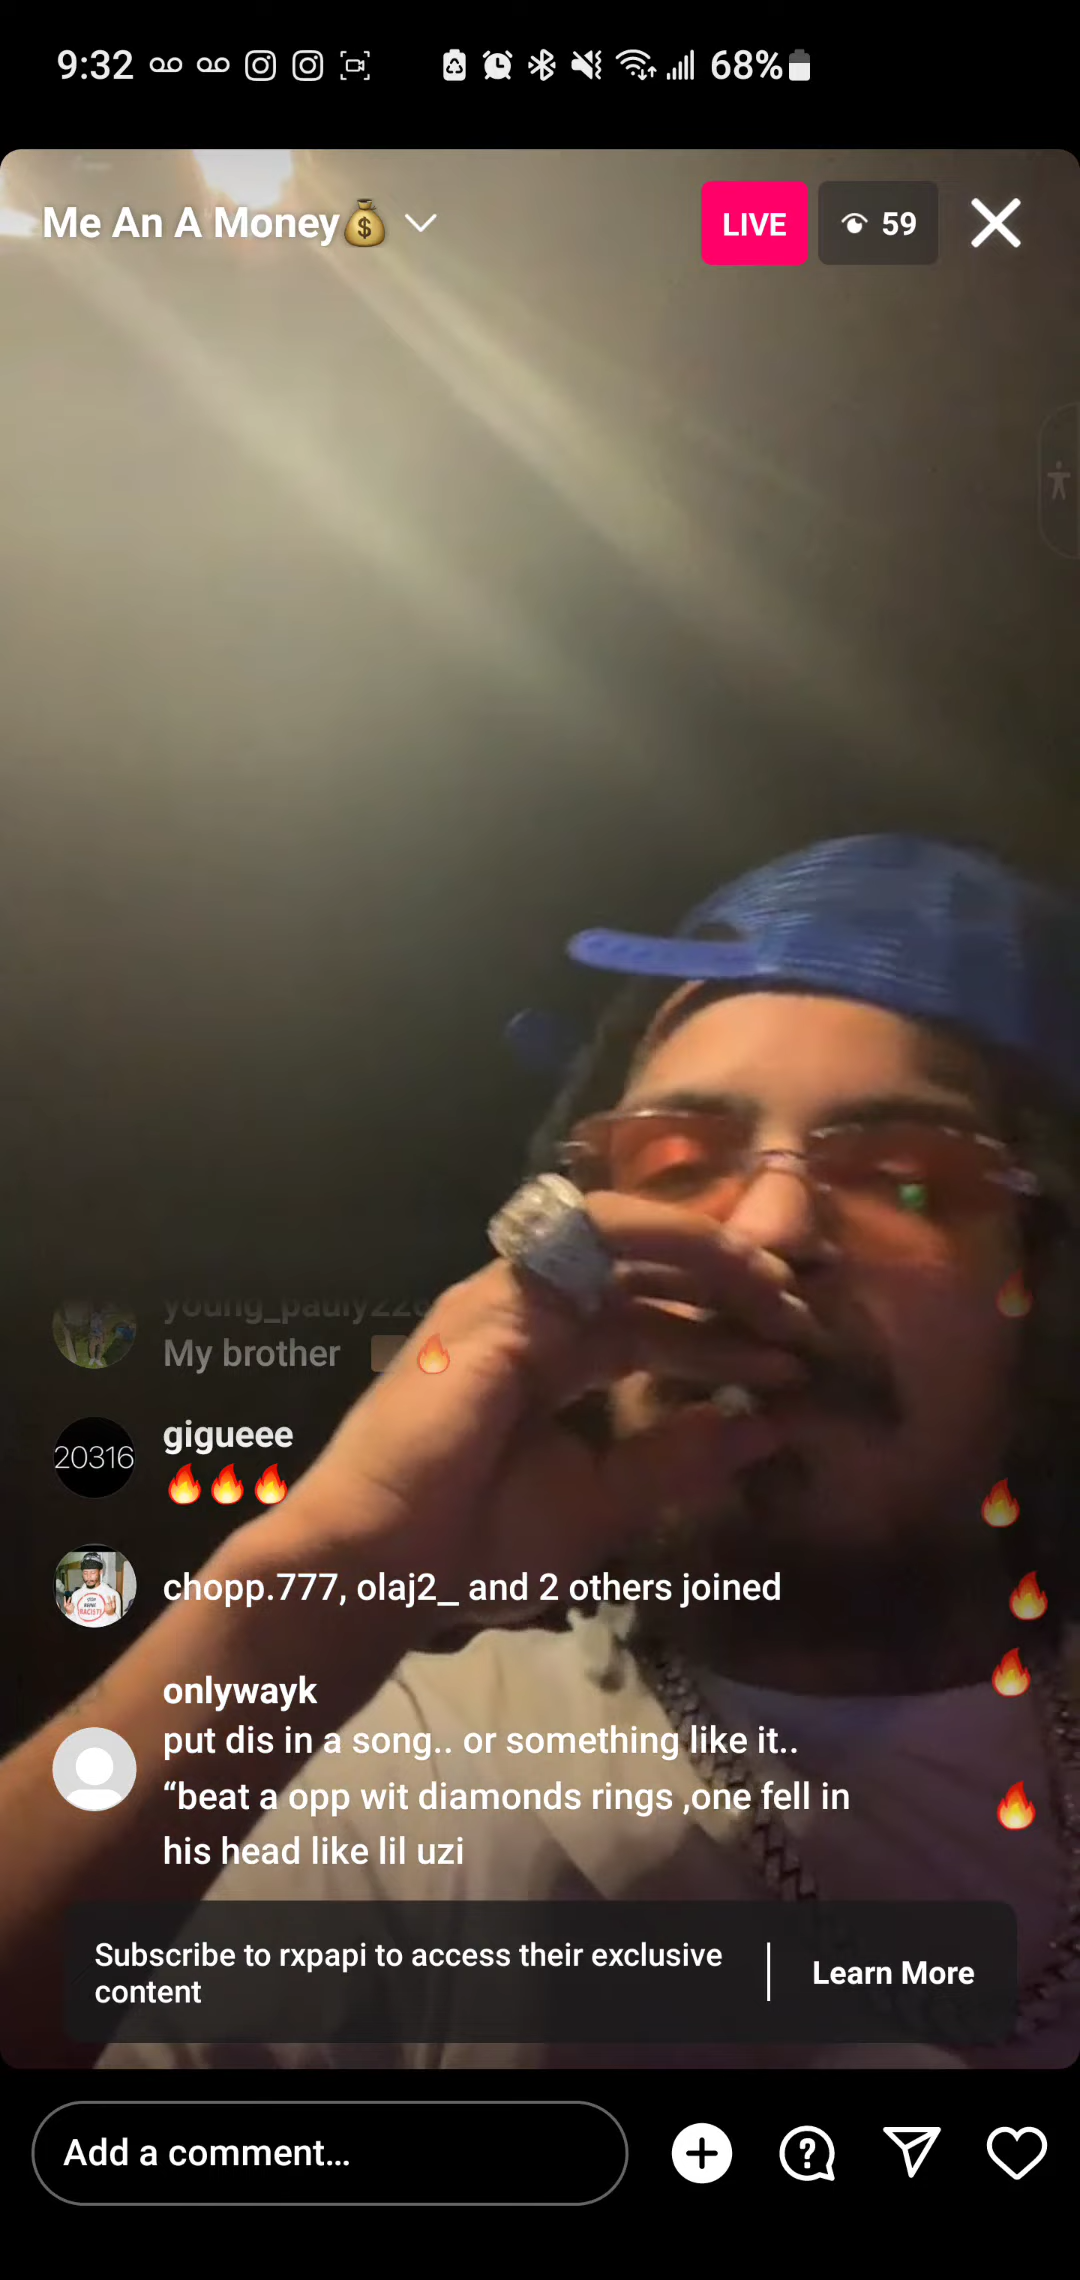 9:32
68%
Me An A Money💰
LIVE
59
young_pauly22
My brother 🔥
20316
gigueee
🔥🔥🔥
chopp.777, olaj2_ and 2 others joined
onlywayk
put dis in a song.. or something like it..
“beat a opp wit diamonds rings ,one fell in
his head like lil uzi
Subscribe to rxpapi to access their exclusive
content
Learn More
Add a comment...